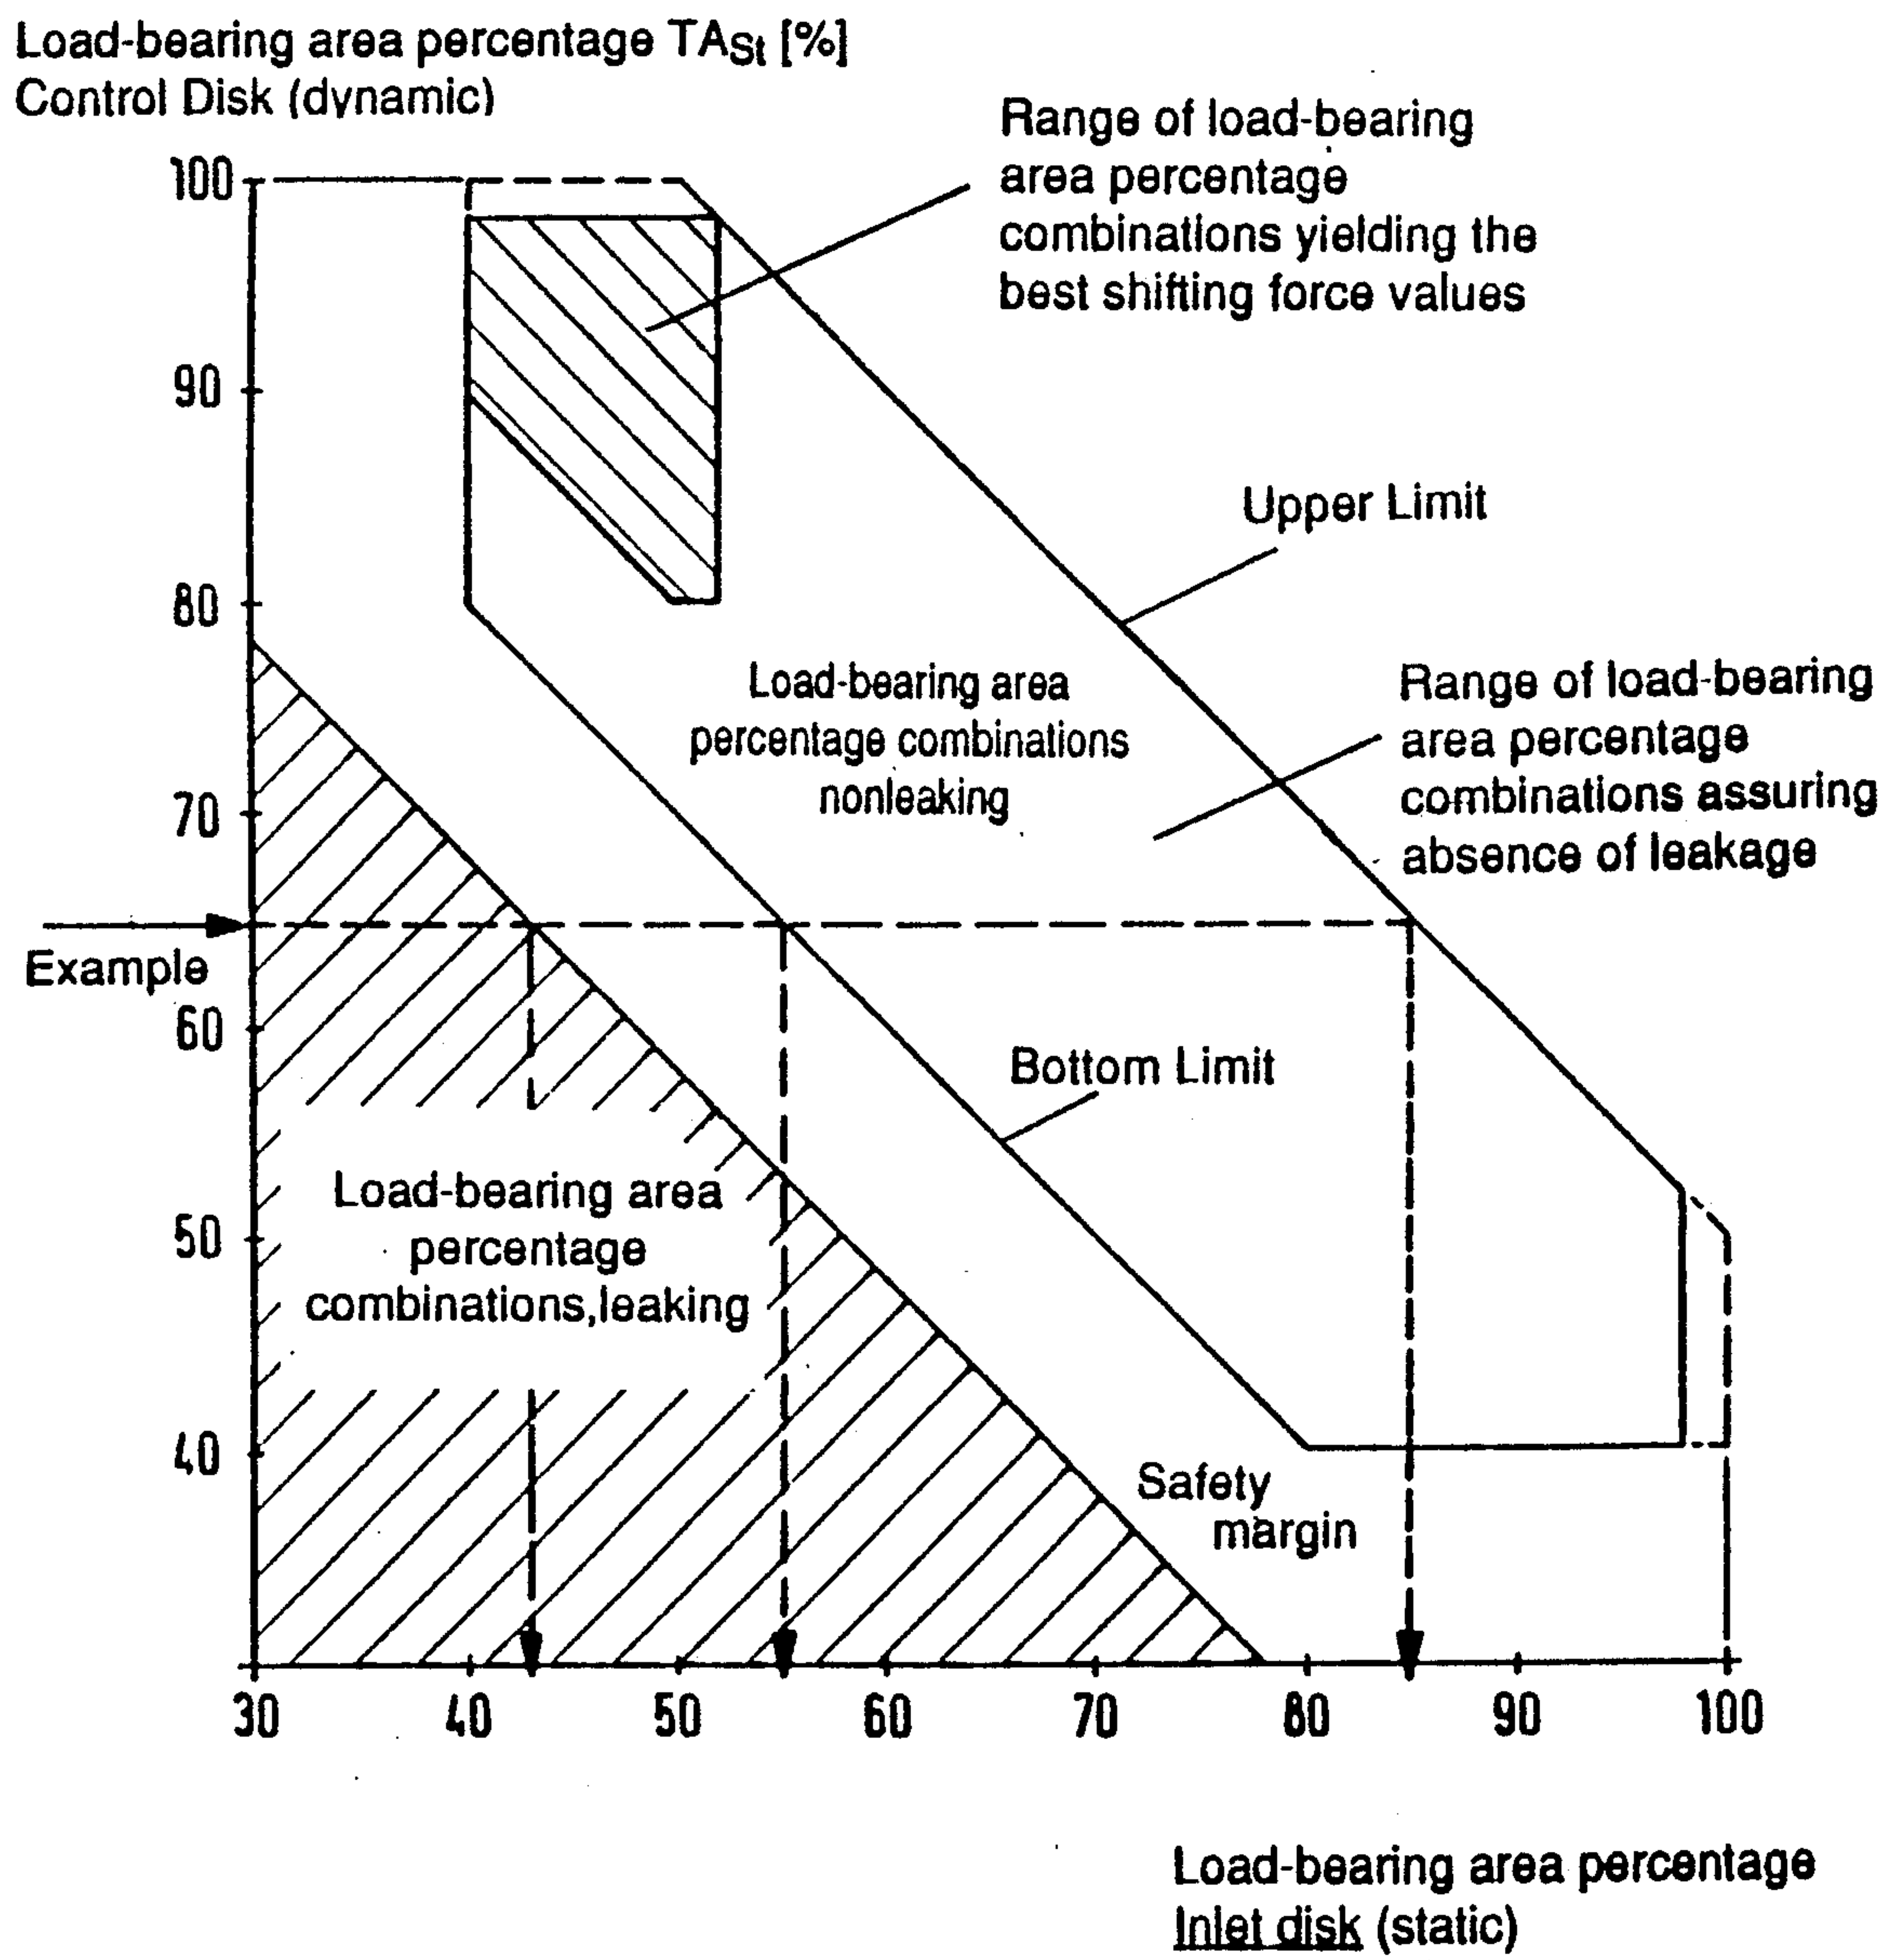 Load-bearing area percentage TASt [%]
Control Disk (dynamic)
Range of load-bearing
area percentage
combinations yielding the
best shifting force values
100
90
80
70
60
50
40
Upper Limit
Load-bearing area
percentage combinations
nonleaking
Range of load-bearing
area percentage
combinations assuring
absence of leakage
Example
Bottom Limit
Load-bearing area
percentage
combinations,leaking
Safety
margin
30 40 50 60 70 80 90 100
Load-bearing area percentage
Inlet disk (static)